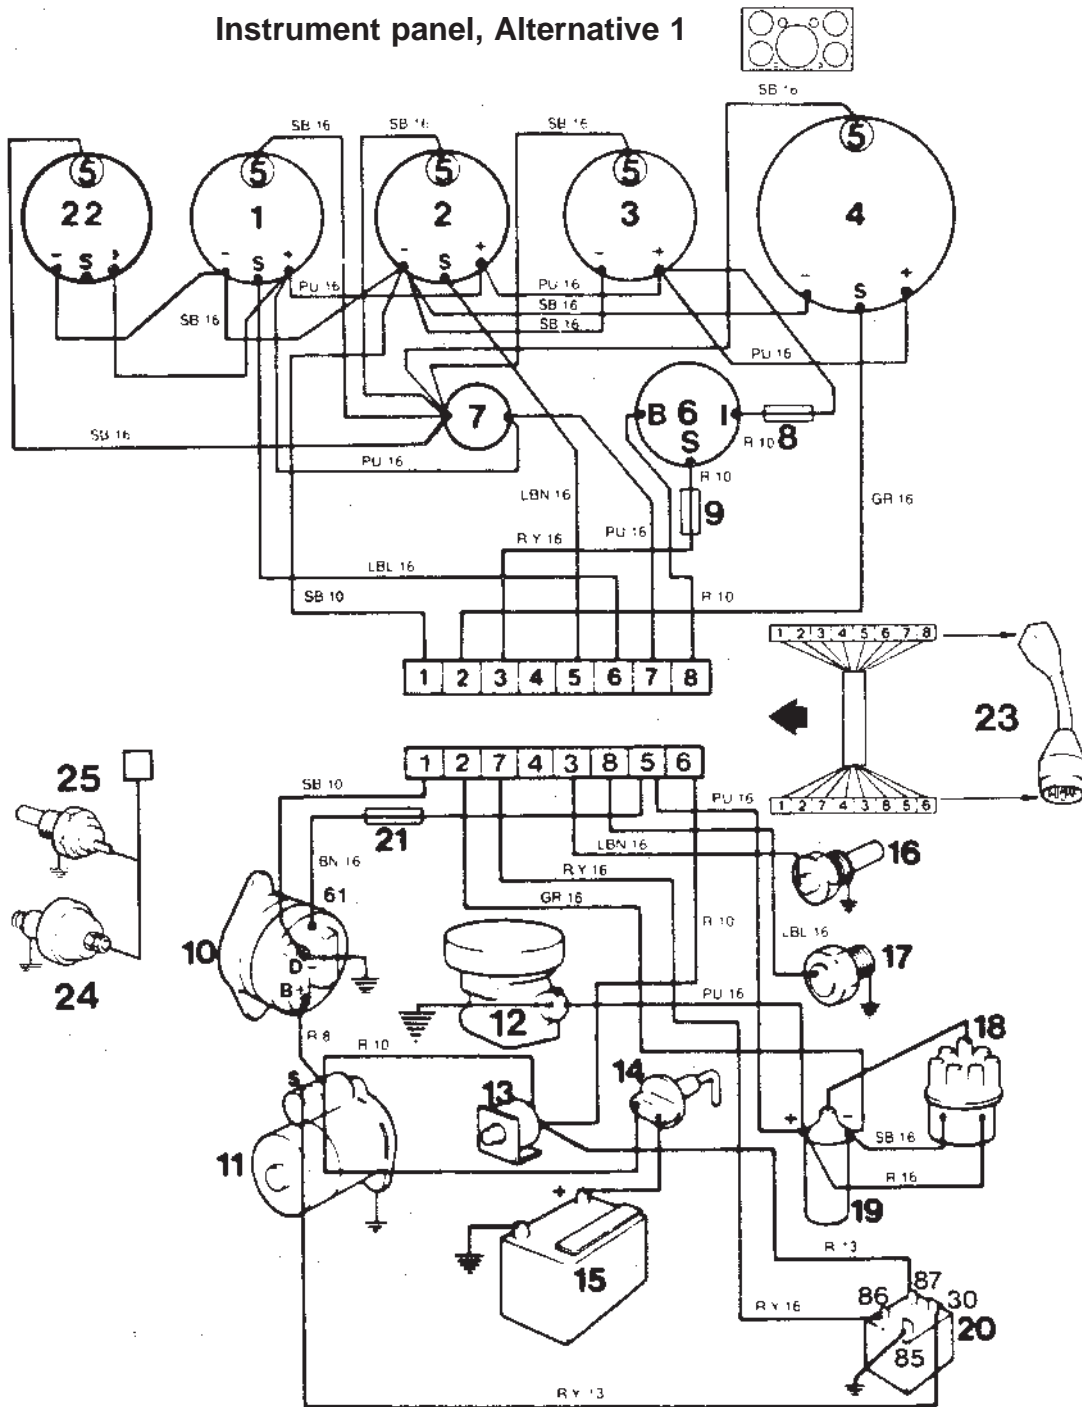 Instrument panel, Alternative 1
SB 16
SB 16 SB 16 SB 16
5 5 5 5 5
22 1 2 3 4
- S - S + - + - + - S +
S
PU 16 PU 16
SB 16 SB 16
SB 16
PU 16
7 B 6 I
S
8
R 10
SB 16
PU 16
R 10
LBN 16 9 GR 16
R Y 16 PU 16
LBL 16
SB 10 R 10
1 2 3 4 5 6 7 8
1 2 3 4 5 6 7 8
23
1 2 7 4 3 8 5 6
1 2 7 4 3 8 5 6
25
SB 10
PU 16
21
LBN 16
16
BN 16
R Y 16
61
GR 16
R 10
LBL 16
10
D -
B +
17
24
12
PU 16
R 8
R 10
18
S
13
14
+ -
SB 16
11
R 16
+
19
15
R 13
86 87 30
R Y 16
20
85
R Y 13